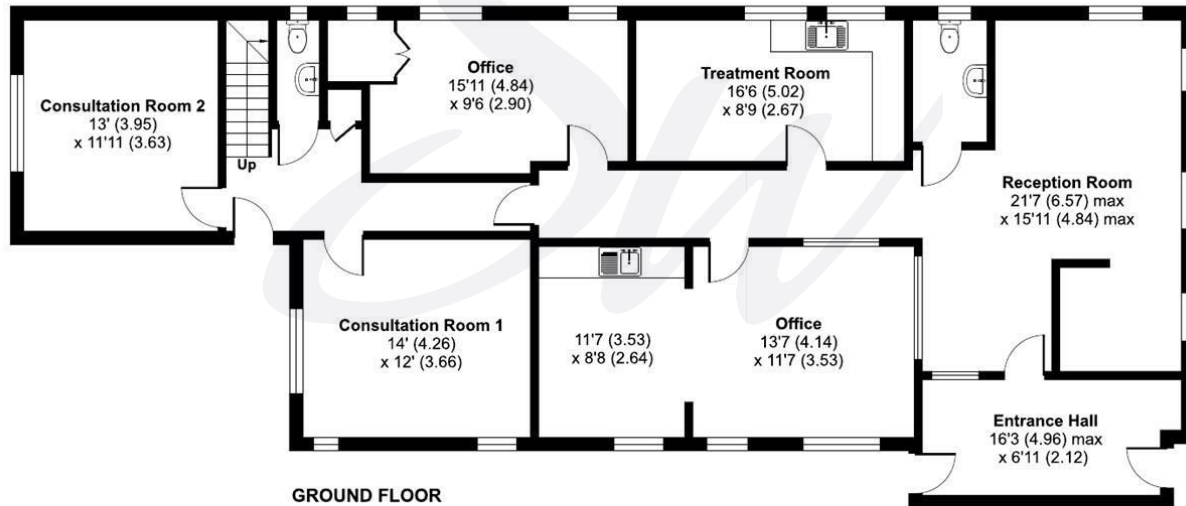 Consultation Room 2
13' (3.95)
x 11'11 (3.63)
Up
Office
15'11 (4.84)
x 9'6 (2.90)
Treatment Room
16'6 (5.02)
x 8'9 (2.67)
Reception Room
21'7 (6.57) max
x 15'11 (4.84) max
Consultation Room 1
14' (4.26)
x 12' (3.66)
11'7 (3.53)
x 8'8 (2.64)
Office
13'7 (4.14)
x 11'7 (3.53)
Entrance Hall
16'3 (4.96) max
x 6'11 (2.12)
GROUND FLOOR